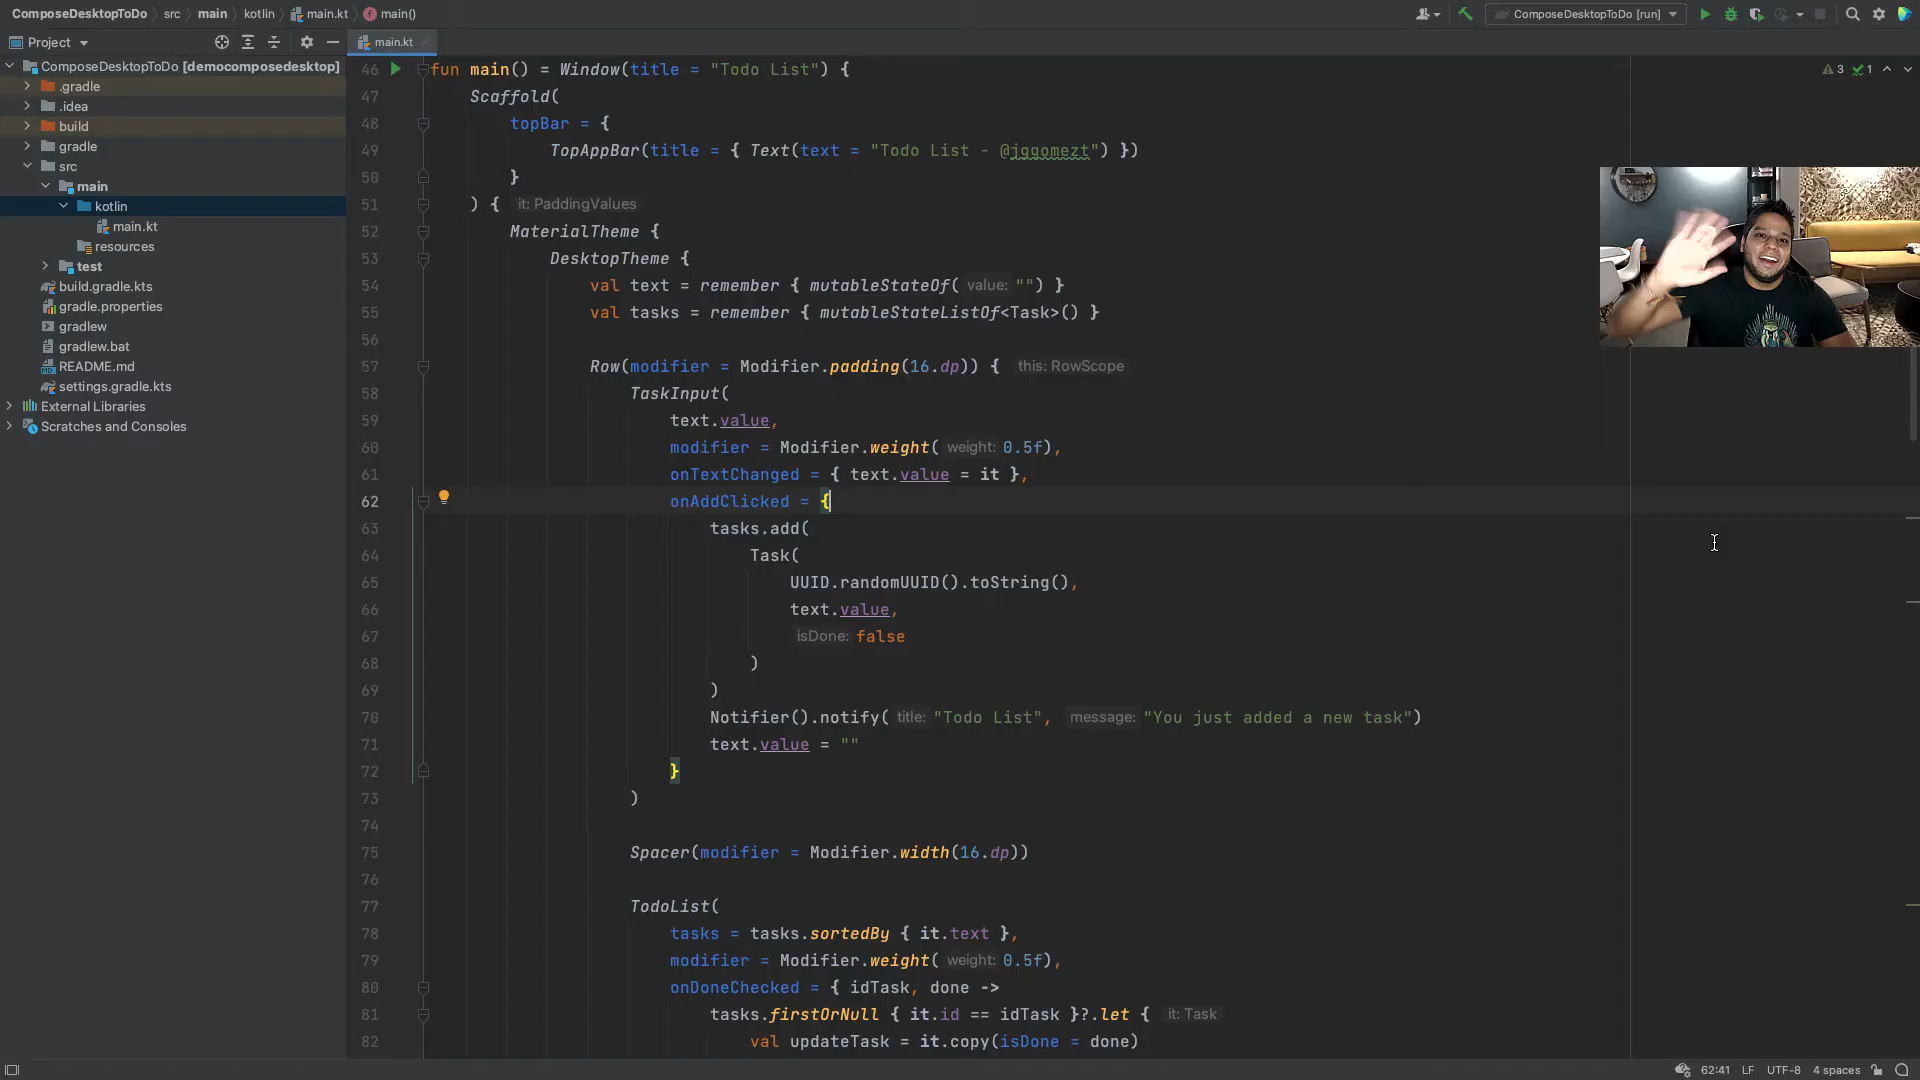 ComposeDesktopToDo src main kotlin main.kt main()
ComposeDesktopToDo [run]
Project
main.kt
ComposeDesktopToDo [democomposedesktop]
.gradle
.idea
build
gradle
src
main
kotlin
main.kt
resources
test
build.gradle.kts
gradle.properties
gradlew
gradlew.bat
README.md
settings.gradle.kts
External Libraries
Scratches and Consoles
3 1
46 fun main() = Window(title = "Todo List") {
47 Scaffold(
48 topBar = {
49 TopAppBar(title = { Text(text = "Todo List - @jggomezt") })
50 }
51 ) { it: PaddingValues
52 MaterialTheme {
53 DesktopTheme {
54 val text = remember { mutableStateOf( value: "") }
55 val tasks = remember { mutableStateListOf<Task>() }
56
57 Row(modifier = Modifier.padding(16.dp)) { this: RowScope
58 TaskInput(
59 text.value,
60 modifier = Modifier.weight( weight: 0.5f),
61 onTextChanged = { text.value = it },
62 onAddClicked = {
63 tasks.add(
64 Task(
65 UUID.randomUUID().toString(),
66 text.value,
67 isDone: false
68 )
69 )
70 Notifier().notify( title: "Todo List", message: "You just added a new task")
71 text.value = ""
72 }
73 )
74
75 Spacer(modifier = Modifier.width(16.dp))
76
77 TodoList(
78 tasks = tasks.sortedBy { it.text },
79 modifier = Modifier.weight( weight: 0.5f),
80 onDoneChecked = { idTask, done ->
81 tasks.firstOrNull { it.id == idTask }?.let { it: Task
82 val updateTask = it.copy(isDone = done)
62:41 LF UTF-8 4 spaces